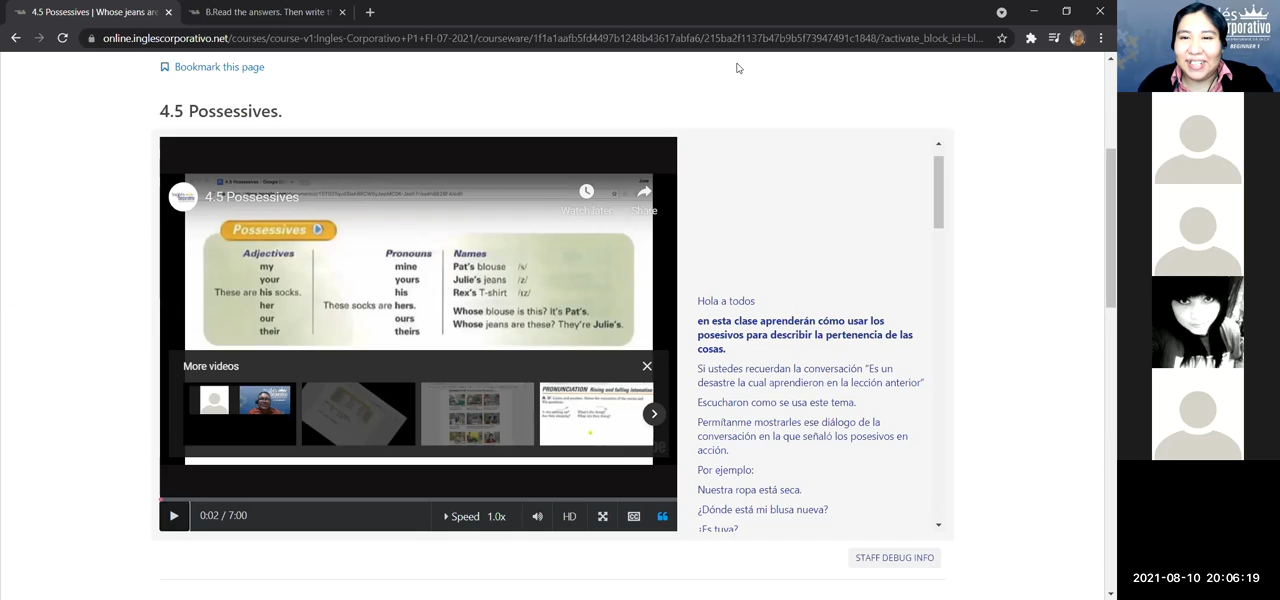 4.5 Possessives | Whose jeans are
B.Read the answers. Then write t
online.inglescorporativo.net/courses/course-v1:Ingles-Corporativo+P1+FI-07-2021/courseware/1f1a1aafb5fd4497b1248b43617abfa6/215ba2f1137b47b9b5f73947491c1848/?activate_block_id=bl...
Bookmark this page
4.5 Possessives.
4.5 Possessives
Watch later
Share
Possessives
Adjectives
my
your
These are his socks.
her
our
their
Pronouns
mine
yours
his
These socks are hers.
ours
theirs
Names
Pat's blouse /s/
Julie's jeans /z/
Rex's T-shirt /ɪz/
Whose blouse is this? It's Pat's.
Whose jeans are these? They're Julie's.
More videos
PRONUNCIATION Rising and falling intonation
0:02 / 7:00
Speed 1.0x
HD
Hola a todos
en esta clase aprenderán cómo usar los
posesivos para describir la pertenencia de las
cosas.
Si ustedes recuerdan la conversación "Es un
desastre la cual aprendieron en la lección anterior"
Escucharon como se usa este tema.
Permítanme mostrarles ese diálogo de la
conversación en la que señaló los posesivos en
acción.
Por ejemplo:
Nuestra ropa está seca.
¿Dónde está mi blusa nueva?
¿Es tuya?
STAFF DEBUG INFO
BEGINNER 1
2021-08-10 20:06:19